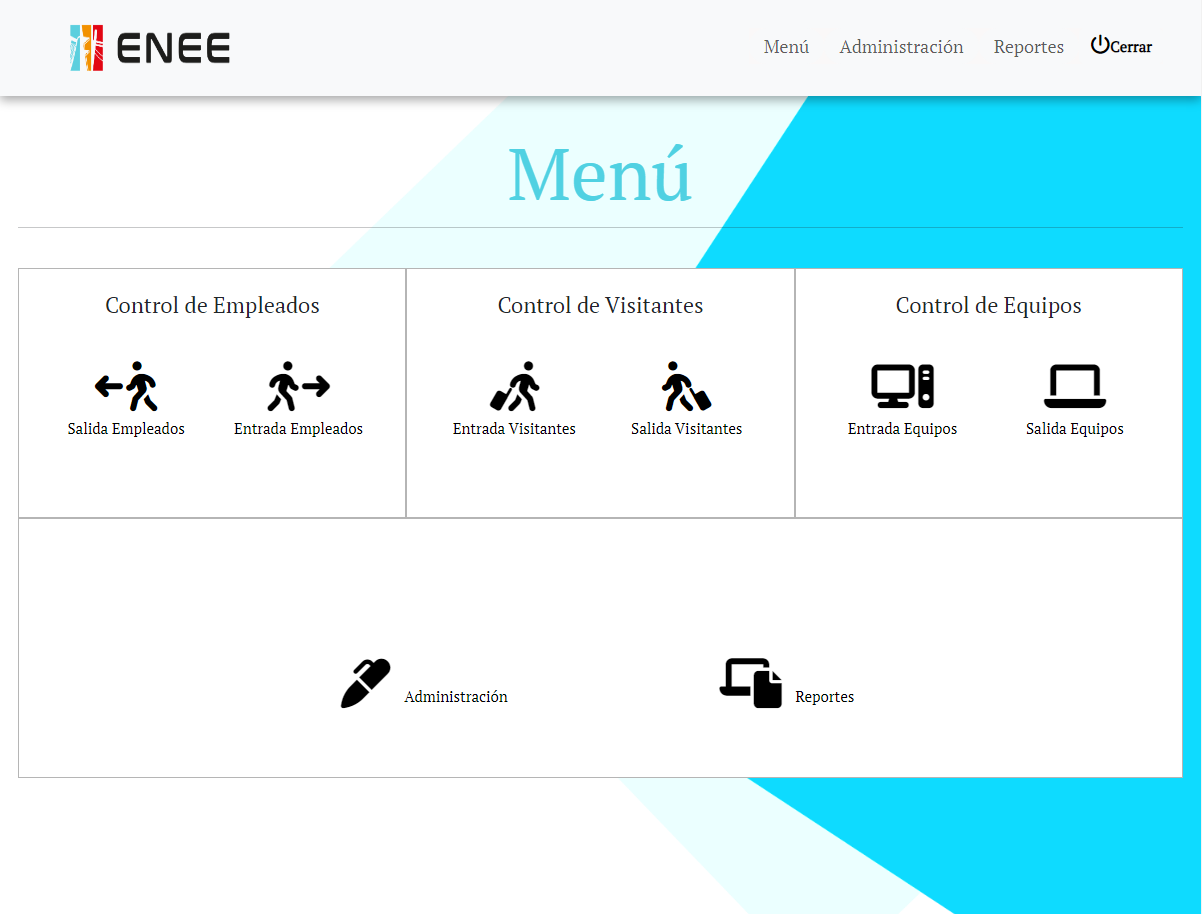 ENEE
Menú Administración Reportes Cerrar
Menú
Control de Empleados
Salida Empleados Entrada Empleados
Control de Visitantes
Entrada Visitantes Salida Visitantes
Control de Equipos
Entrada Equipos Salida Equipos
Administración Reportes